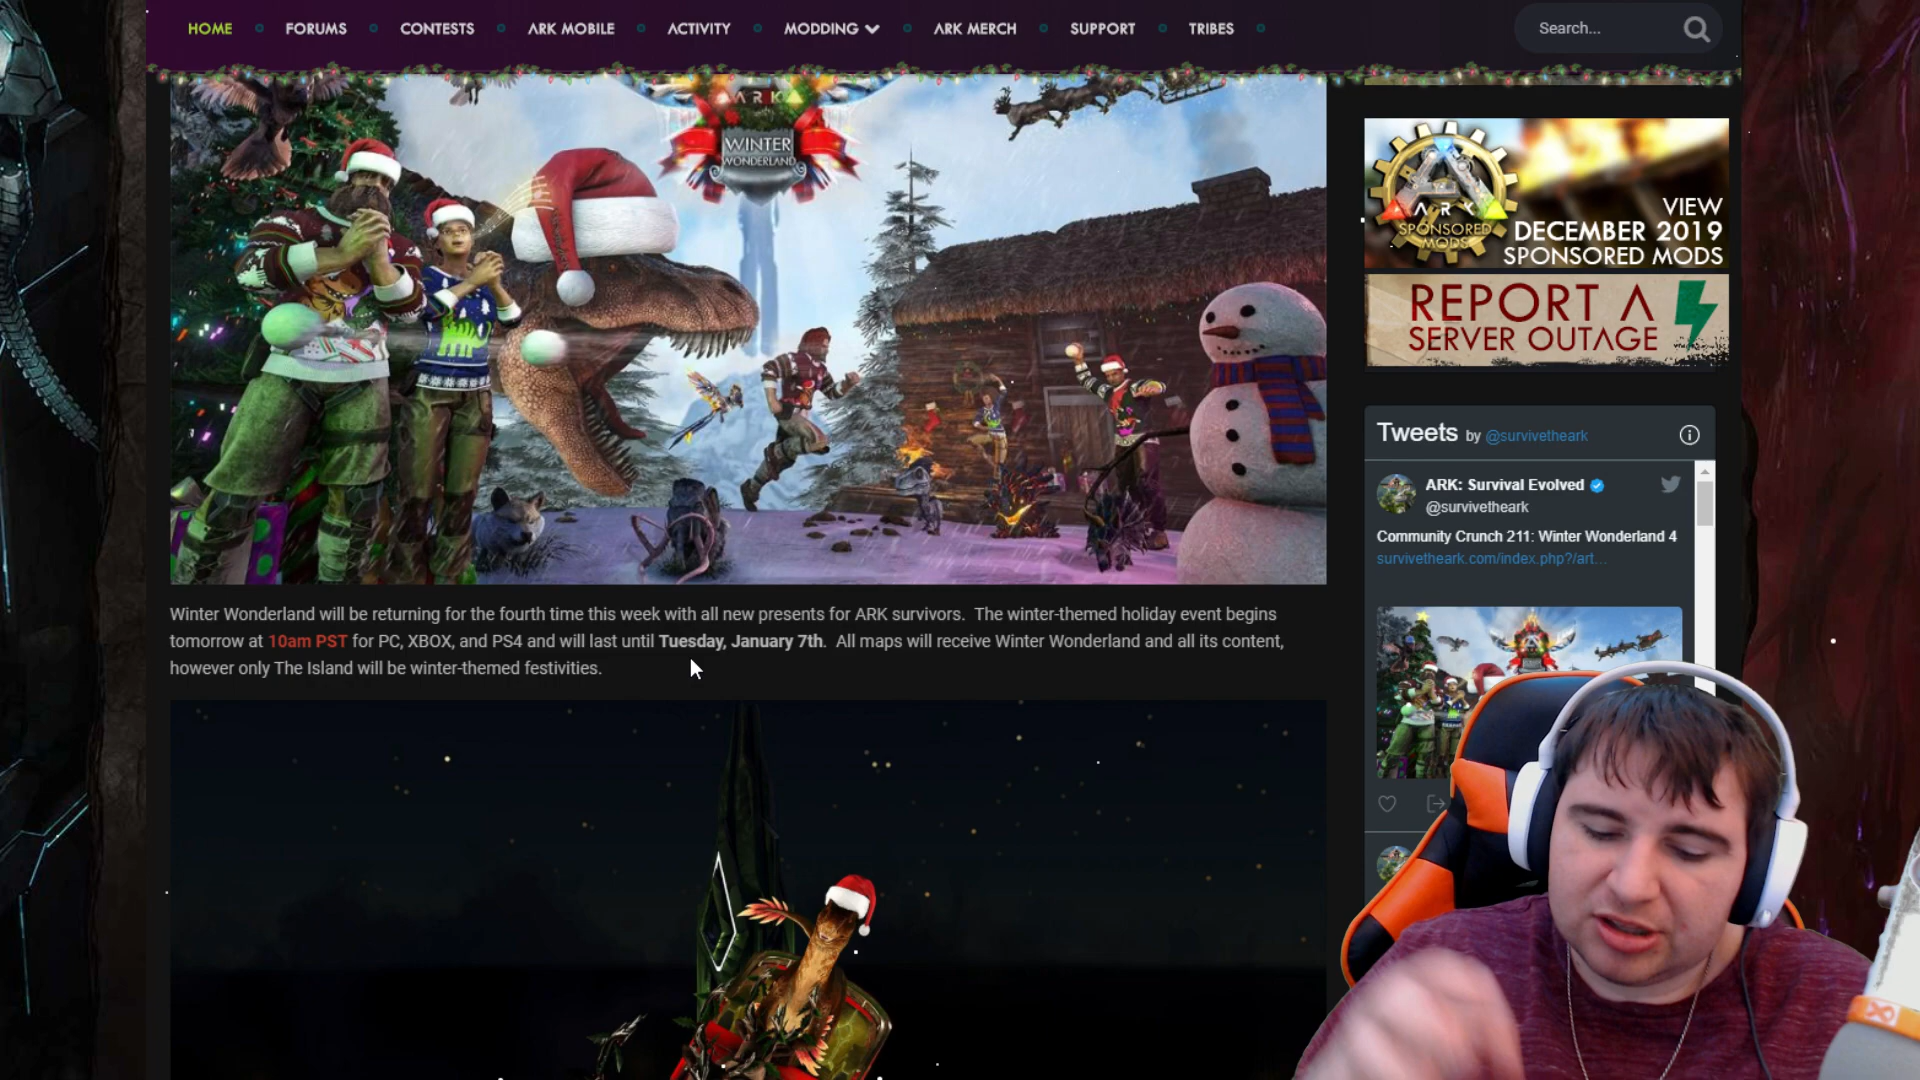 HOME
FORUMS
CONTESTS
ARK MOBILE
ACTIVITY
MODDING
ARK MERCH
SUPPORT
TRIBES
Search...
ARK
WINTER
WONDERLAND
ARK
SPONSORED
MODS
VIEW
DECEMBER 2019
SPONSORED MODS
REPORT A
SERVER OUTAGE
Tweets by @survivetheark
ARK: Survival Evolved
@survivetheark
Community Crunch 211: Winter Wonderland 4
survivetheark.com/index.php?/art...
Winter Wonderland will be returning for the fourth time this week with all new presents for ARK survivors. The winter-themed holiday event begins
tomorrow at 10am PST for PC, XBOX, and PS4 and will last until Tuesday, January 7th. All maps will receive Winter Wonderland and all its content,
however only The Island will be winter-themed festivities.